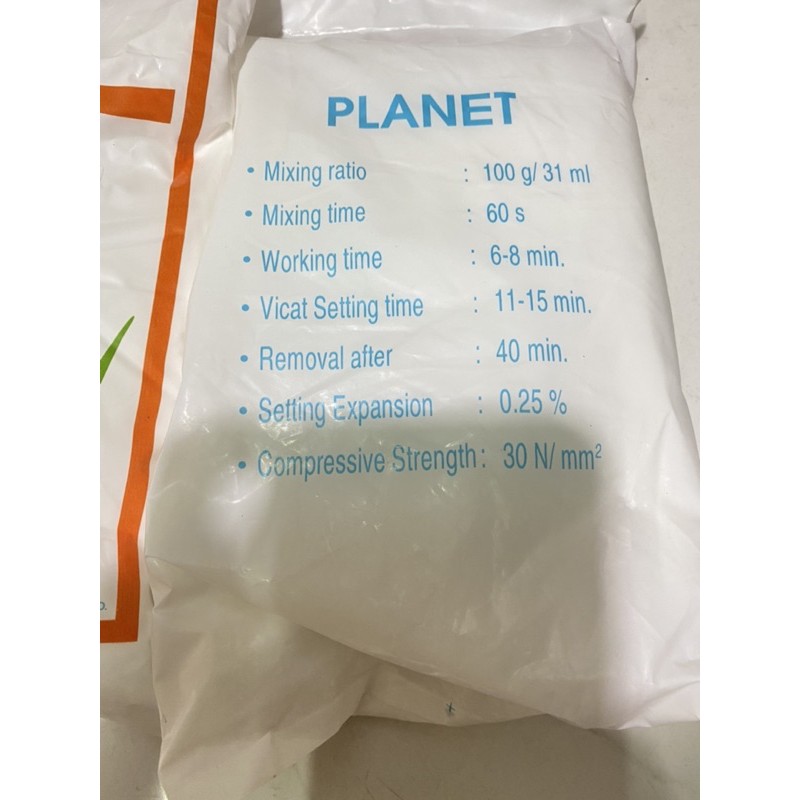 PLANET
• Mixing ratio : 100 g/ 31 ml
• Mixing time : 60 s
• Working time : 6-8 min.
• Vicat Setting time : 11-15 min.
• Removal after : 40 min.
• Setting Expansion : 0.25 %
• Compressive Strength : 30 N/ mm²